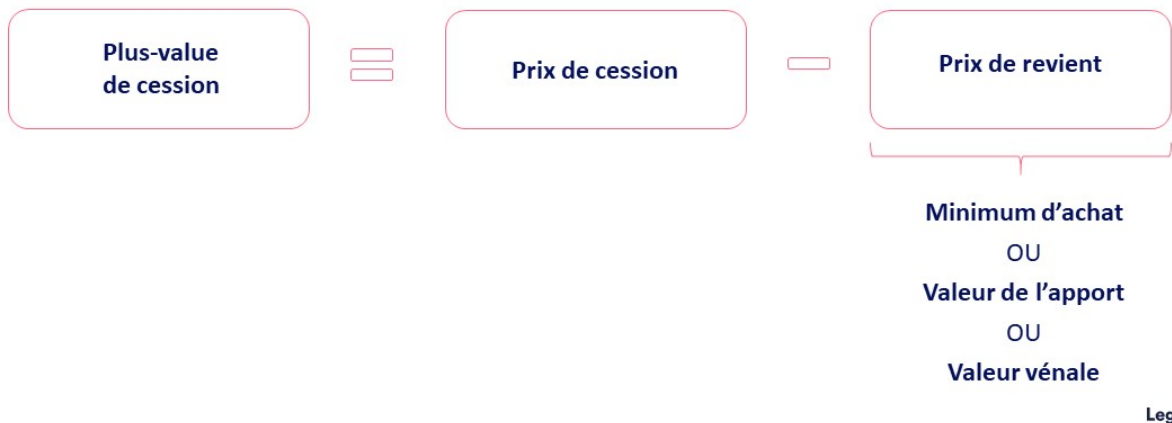 Plus-value
de cession
Prix de cession
Prix de revient
Minimum d'achat
OU
Valeur de l'apport
OU
Valeur vénale
Leg